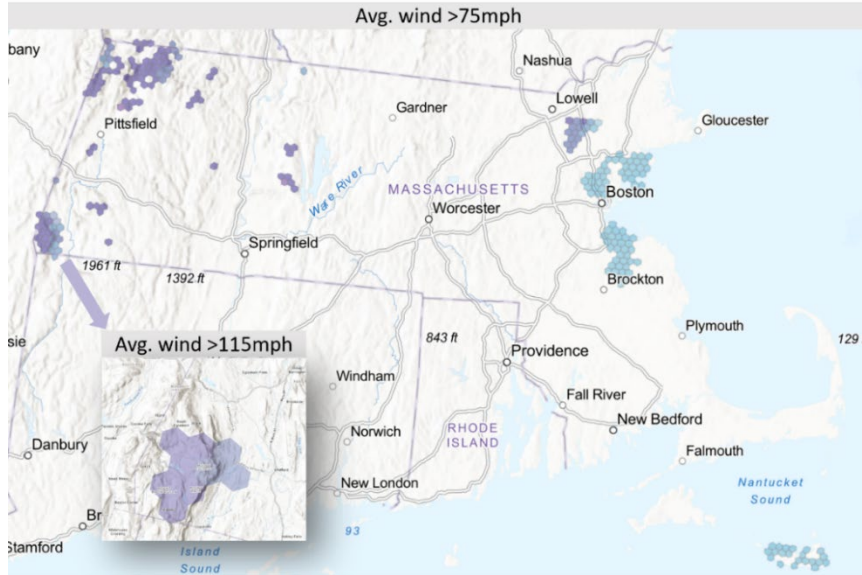 Avg. wind >75mph
bany
Nashua
Lowell
Gardner
Gloucester
Pittsfield
Ware River
MASSACHUSETTS
Boston
Worcester
Springfield
1961 ft
1392 ft
Brockton
Avg. wind >115mph
843 ft
Plymouth
129
sie
Providence
Windham
Fall River
New Bedford
RHODE
ISLAND
Norwich
Danbury
Falmouth
New London
Nantucket
Sound
Br
93
Stamford
Island
Sound